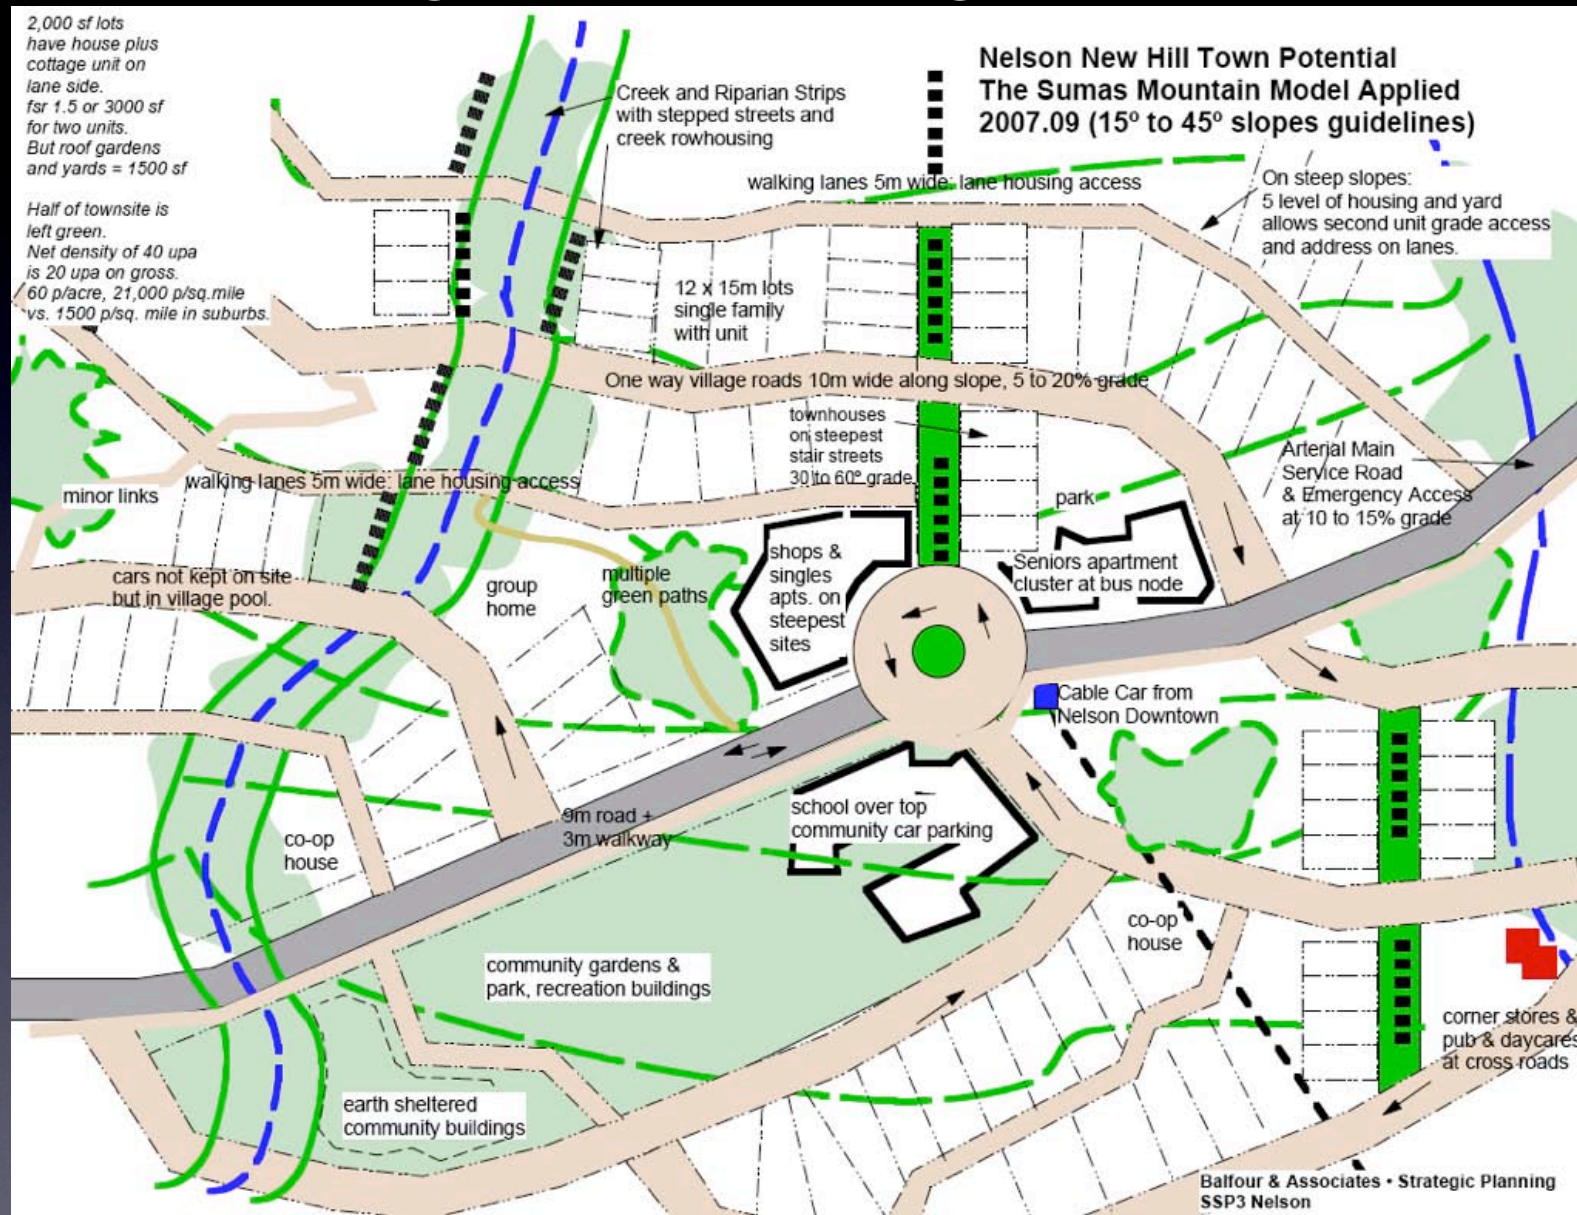 2,000 sf lots
have house plus
cottage unit on
lane side.
fsr 1.5 or 3000 sf
for two units.
But roof gardens
and yards = 1500 sf
Half of townsite is
left green.
Net density of 40 upa
is 20 upa on gross.
60 p/acre, 21,000 p/sq.mile
vs. 1500 p/sq. mile in suburbs.
Nelson New Hill Town Potential
The Sumas Mountain Model Applied
2007.09 (15º to 45º slopes guidelines)
Creek and Riparian Strips
with stepped streets and
creek rowhousing
walking lanes 5m wide: lane housing access
On steep slopes:
5 level of housing and yard
allows second unit grade access
and address on lanes.
12 x 15m lots
single family
with unit
One way village roads 10m wide along slope, 5 to 20% grade
townhouses
on steepest
stair streets
30 to 60º grade
Arterial Main
Service Road
& Emergency Access
at 10 to 15% grade
minor links
walking lanes 5m wide: lane housing access
park
cars not kept on site
but in village pool.
group
home
multiple
green paths
shops &
singles
apts. on
steepest
sites
Seniors apartment
cluster at bus node
Cable Car from
Nelson Downtown
9m road +
3m walkway
school over top
community car parking
co-op
house
co-op
house
community gardens &
park, recreation buildings
corner stores &
pub & daycares
at cross roads
earth sheltered
community buildings
Balfour & Associates • Strategic Planning
SSP3 Nelson